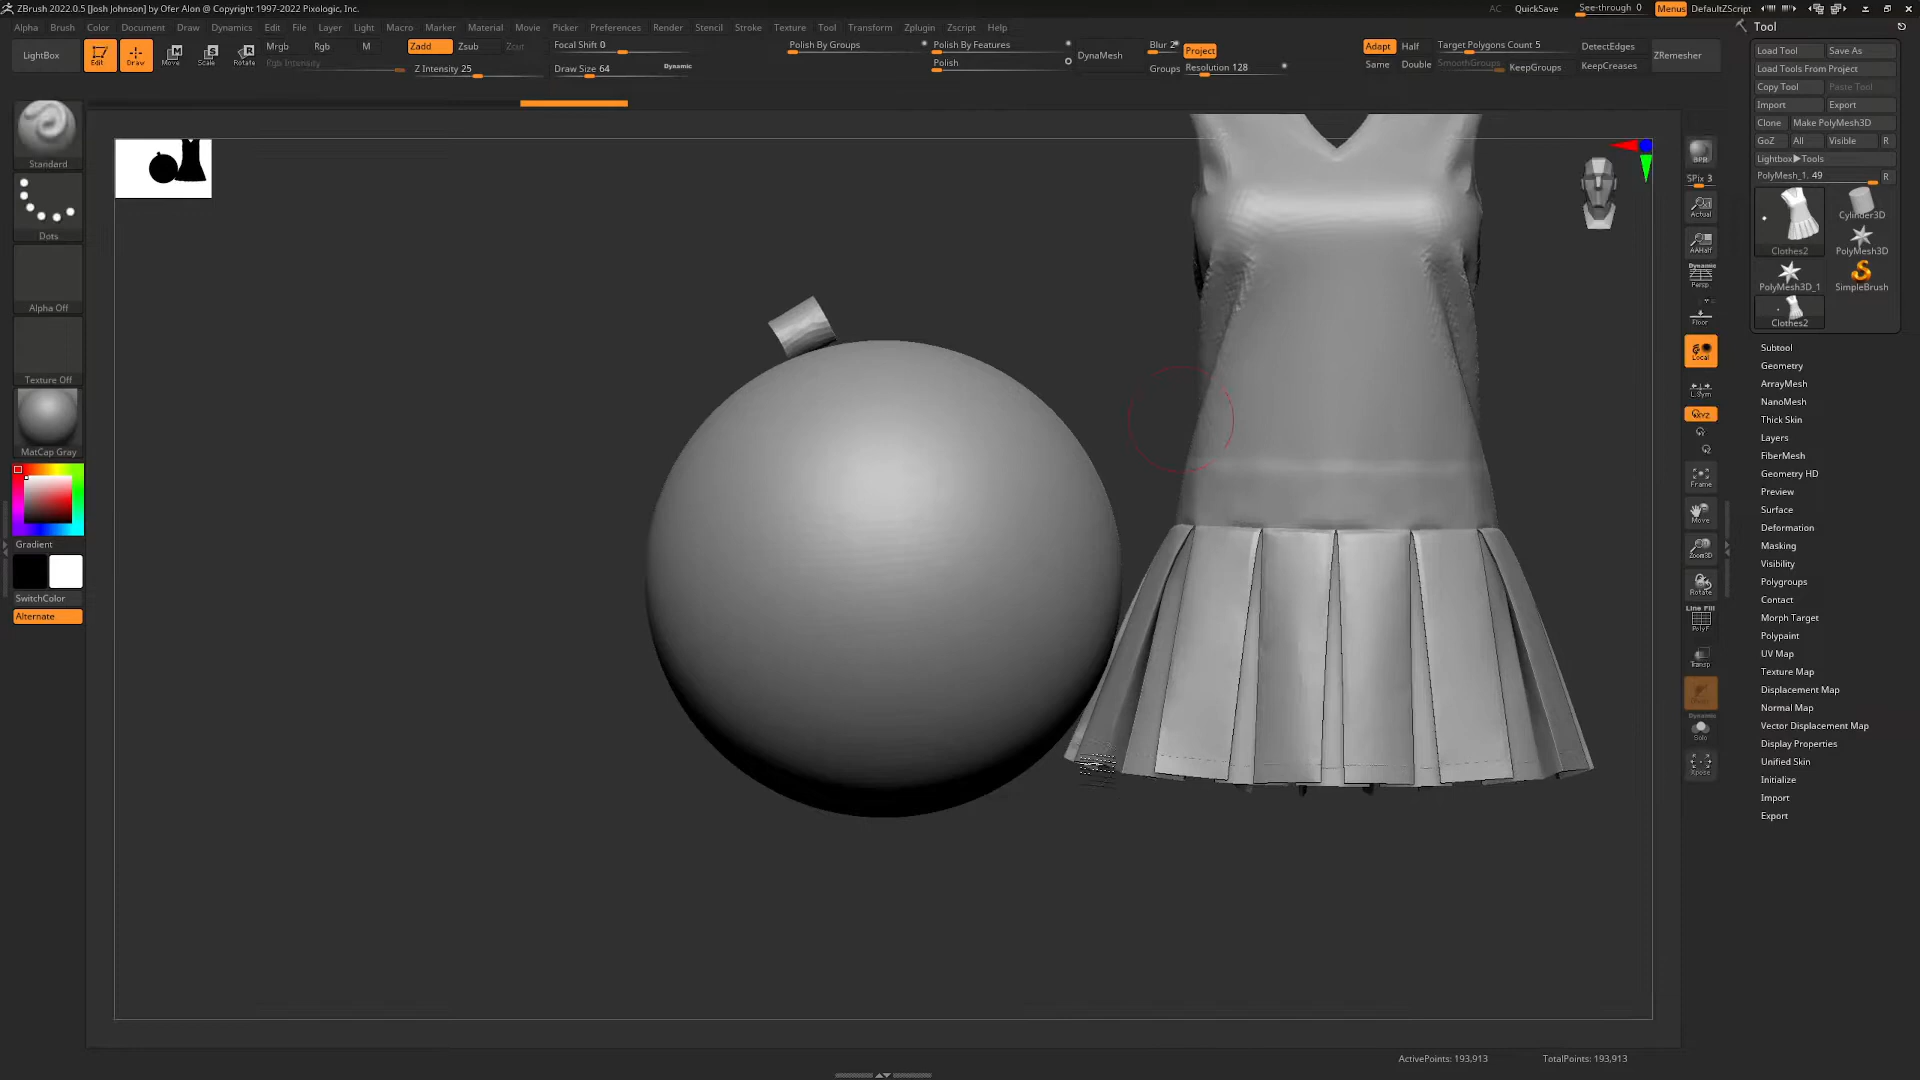 ZBrush 2022.0.5 [Josh Johnson] by Ofer Alon @ Copyright 1997-2022 Pixologic, Inc.
AC QuickSave See-through 0 Menus DefaultZScript
Alpha Brush Color Document Draw Dynamics Edit File Layer Light Macro Marker Material Movie Picker Preferences Render Stencil Stroke Texture Tool Transform Zplugin Zscript Help
Tool
LightBox
Edit Draw Move Scale Rotate
Mrgb Rgb M
Rgb Intensity
Zadd Zsub Zcut
Z Intensity 25
Focal Shift 0
Draw Size 64 Dynamic
Polish By Groups
Polish By Features
Polish
DynaMesh
Blur 2 Project
Groups Resolution 128
Adapt Half
Same Double
Target Polygons Count 5
SmoothGroups KeepGroups
DetectEdges
KeepCreases
ZRemesher
Standard
Dots
Alpha Off
Texture Off
MatCap Gray
Gradient
SwitchColor
Alternate
BPR
SPix 3
Actual
AAHalf
Dynamic
Persp
Floor
Local
L.Sym
XYZ
Frame
Move
Zoom3D
Rotate
Line Fill
PolyF
Transp
Dynamic
Solo
Xpose
Load Tool Save As
Load Tools From Project
Copy Tool Paste Tool
Import Export
Clone Make PolyMesh3D
GoZ All Visible R
Lightbox▶Tools
PolyMesh_1. 49 R
Clothes2 Cylinder3D
PolyMesh3D
PolyMesh3D_1 SimpleBrush
Clothes2
Subtool
Geometry
ArrayMesh
NanoMesh
Thick Skin
Layers
FiberMesh
Geometry HD
Preview
Surface
Deformation
Masking
Visibility
Polygroups
Contact
Morph Target
Polypaint
UV Map
Texture Map
Displacement Map
Normal Map
Vector Displacement Map
Display Properties
Unified Skin
Initialize
Import
Export
ActivePoints: 193,913 TotalPoints: 193,913